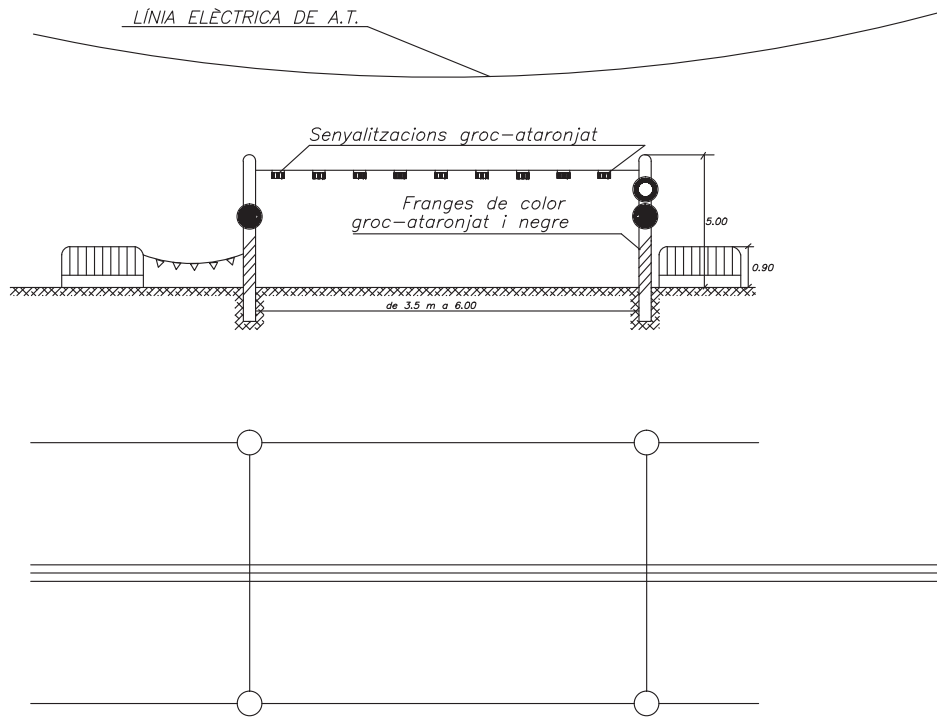 LÍNIA ELÈCTRICA DE A.T.
Senyalitzacions groc-ataronjat
Franges de color
groc-ataronjat i negre
5.00
0.90
de 3.5 m a 6.00